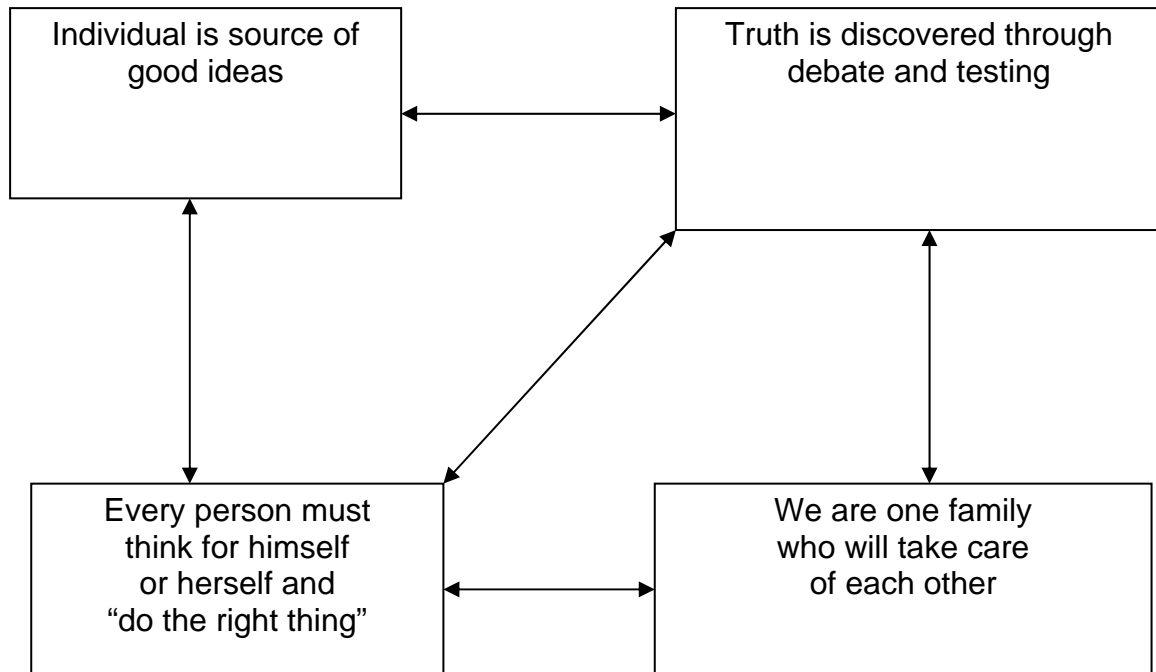 Individual is source of
good ideas
Truth is discovered through
debate and testing
Every person must
think for himself
or herself and
“do the right thing”
We are one family
who will take care
of each other